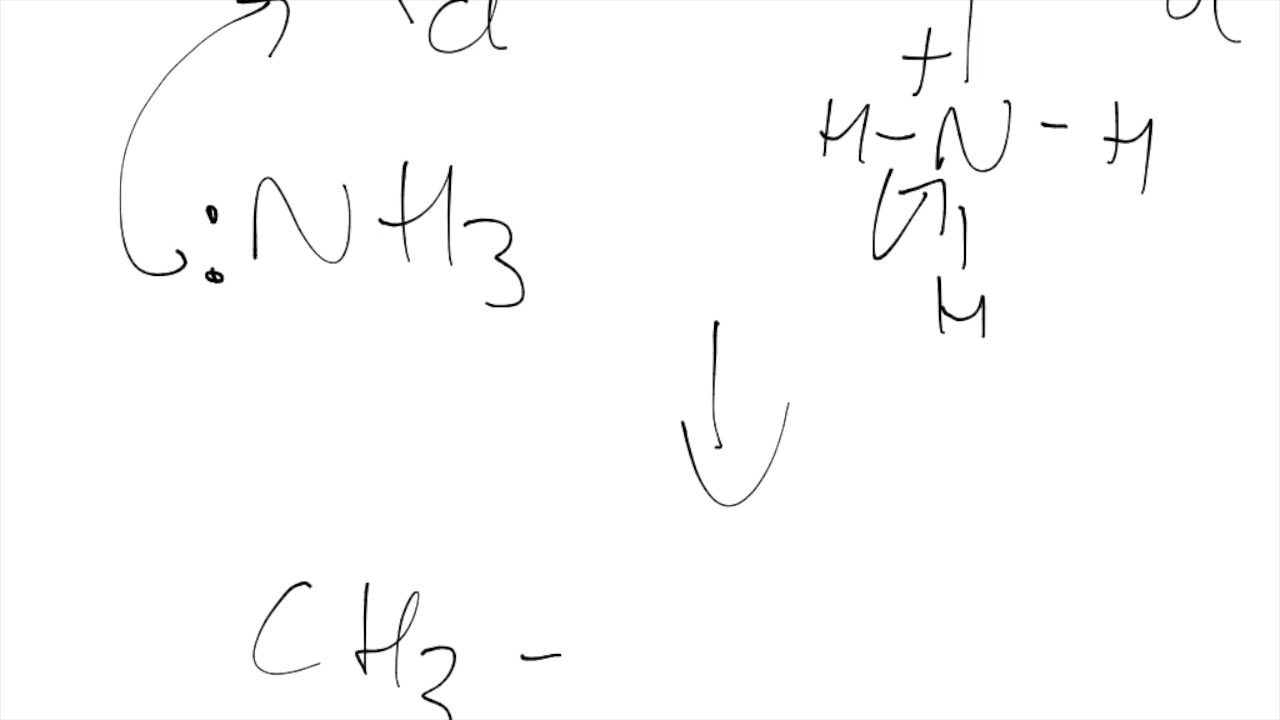 +
H-N-H
:NH3
H
CH3-